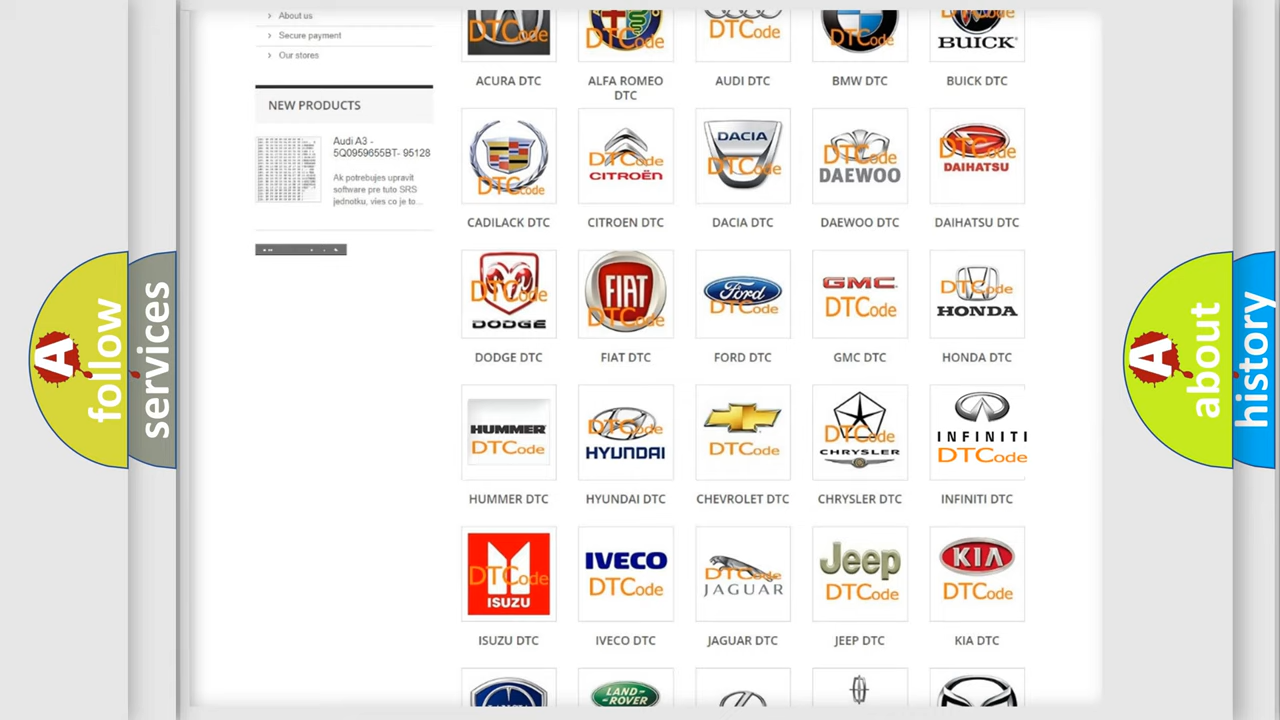 About us
Secure payment
Our stores
NEW PRODUCTS
Audi A3 -
5Q0959655BT- 95128
Ak potrebujes upravit
software pre tuto SRS
jednotku, vies co je to...
DTCode
DTCode
DTCode
DTCode
BUICK
ACURA DTC
ALFA ROMEO
DTC
AUDI DTC
BMW DTC
BUICK DTC
DTCode
DTCode
CITROËN
DACIA
DTCode
DTCode
DAEWOO
DTCode
DAIHATSU
CADILACK DTC
CITROEN DTC
DACIA DTC
DAEWOO DTC
DAIHATSU DTC
DTCode
DODGE
FIAT
DTCode
Ford
DTCode
GMC
DTCode
DTCode
HONDA
DODGE DTC
FIAT DTC
FORD DTC
GMC DTC
HONDA DTC
HUMMER
DTCode
DTCode
HYUNDAI
DTCode
DTCode
CHRYSLER
INFINITI
DTCode
HUMMER DTC
HYUNDAI DTC
CHEVROLET DTC
CHRYSLER DTC
INFINITI DTC
DTCode
ISUZU
IVECO
DTCode
DTCode
JAGUAR
Jeep
DTCode
KIA
DTCode
ISUZU DTC
IVECO DTC
JAGUAR DTC
JEEP DTC
KIA DTC
LAND-
ROVER
A follow
services
A about
history